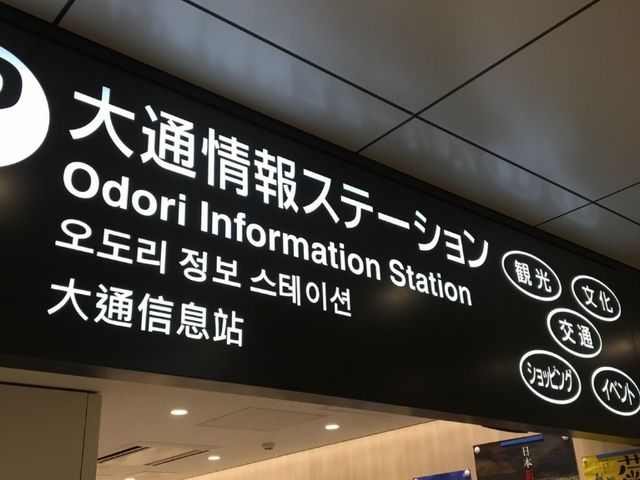 大通情報ステーション
Odori Information Station
오도리 정보 스테이션
大通信息站
観光
文化
交通
ショッピング
イベント
日本